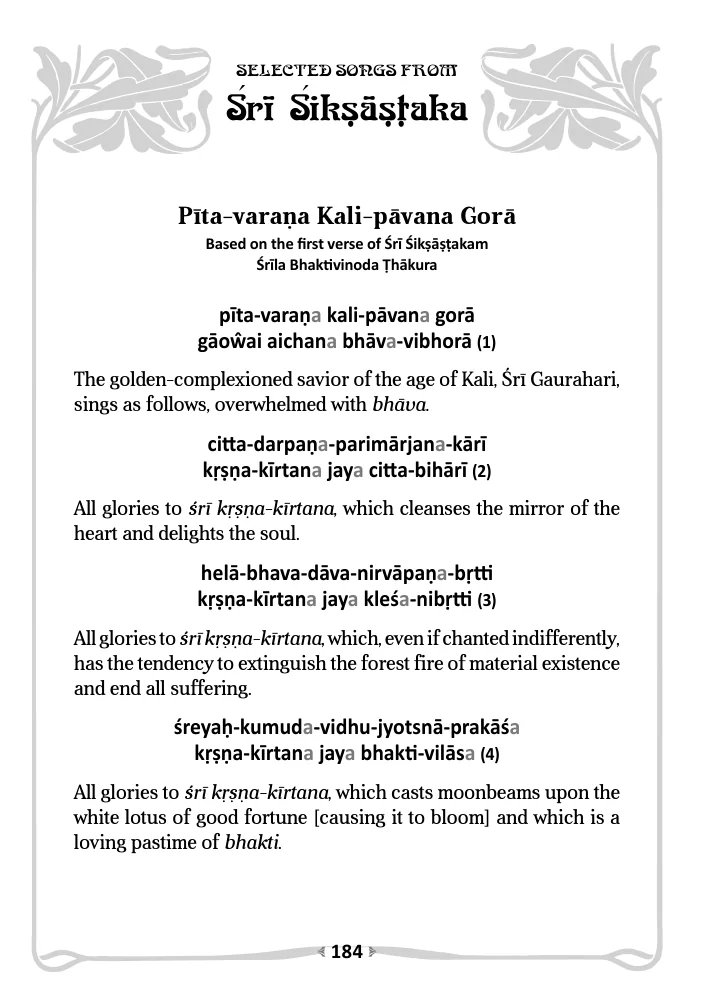 SELECTED SONGS FROM
Śrī Śikṣāṣṭaka
Pīta-varaṇa Kali-pāvana Gorā
Based on the first verse of Śrī Śikṣāṣṭakam
Śrīla Bhaktivinoda Ṭhākura
pīta-varaṇa kali-pāvana gorā
gāoŵai aichana bhāva-vibhorā (1)
The golden-complexioned savior of the age of Kali, Śrī Gaurahari,
sings as follows, overwhelmed with bhāva.
citta-darpaṇa-parimārjana-kārī
kṛṣṇa-kīrtana jaya citta-bihārī (2)
All glories to śrī kṛṣṇa-kīrtana, which cleanses the mirror of the
heart and delights the soul.
helā-bhava-dāva-nirvāpaṇa-bṛtti
kṛṣṇa-kīrtana jaya kleśa-nibṛtti (3)
All glories to śrī kṛṣṇa-kīrtana, which, even if chanted indifferently,
has the tendency to extinguish the forest fire of material existence
and end all suffering.
śreyaḥ-kumuda-vidhu-jyotsnā-prakāśa
kṛṣṇa-kīrtana jaya bhakti-vilāsa (4)
All glories to śrī kṛṣṇa-kīrtana, which casts moonbeams upon the
white lotus of good fortune [causing it to bloom] and which is a
loving pastime of bhakti.
184